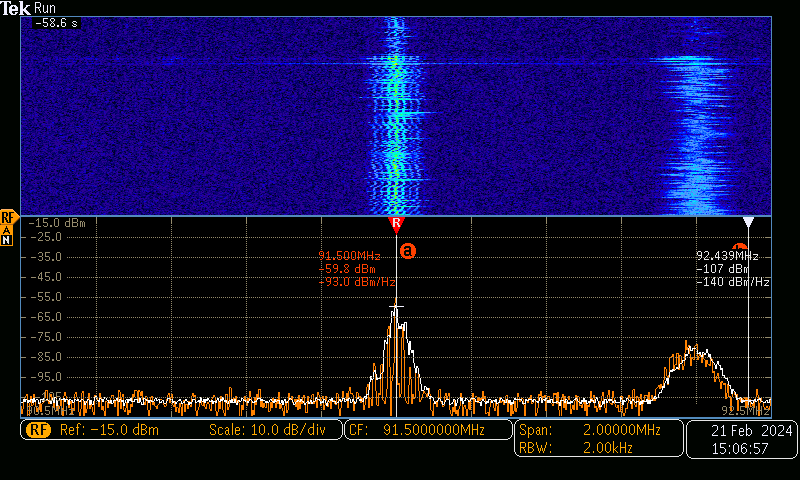 Tek Run
-58.6 s
RF
A
N
-15.0 dBm
-25.0
-35.0
-45.0
-55.0
-65.0
-75.0
-85.0
-95.0
R
a
91.500MHz
-59.8 dBm
-93.0 dBm/Hz
92.439MHz
-107 dBm
-140 dBm/Hz
RF Ref: -15.0 dBm Scale: 10.0 dB/div
CF: 91.5000000MHz
Span: 2.00000MHz
RBW: 2.00kHz
21 Feb 2024
15:06:57